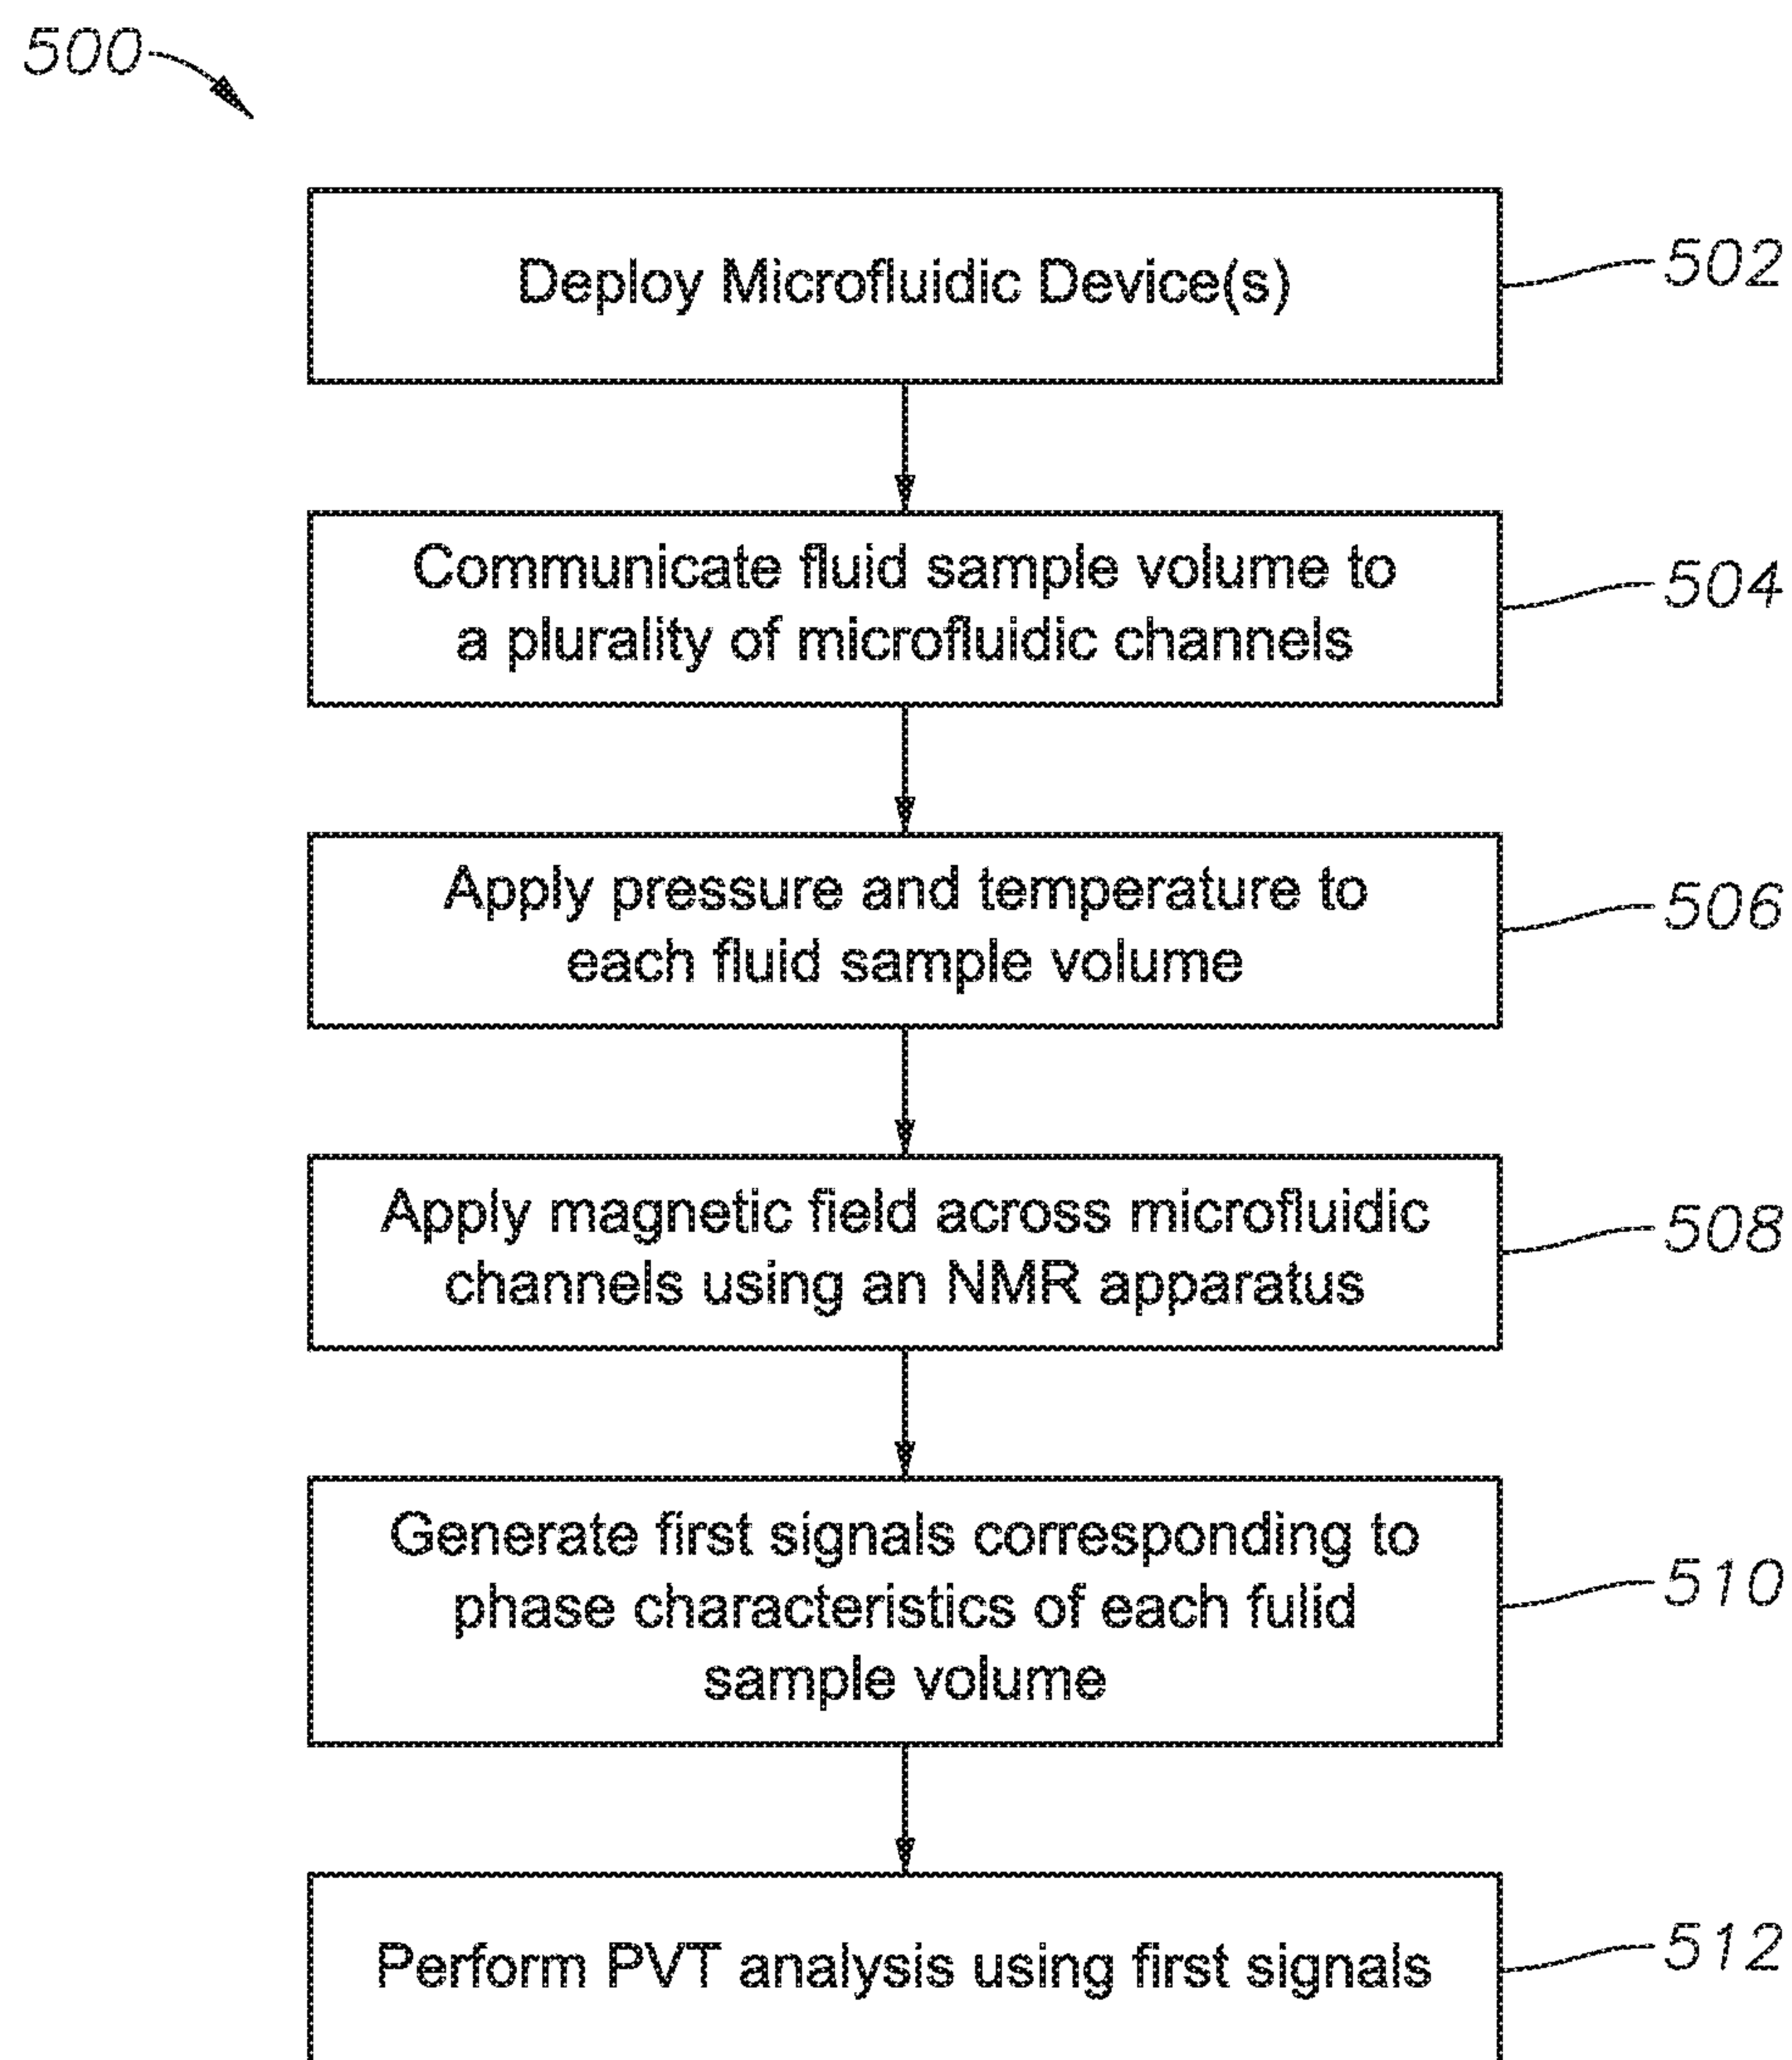 500
Deploy Microfluidic Device(s)
502
Communicate fluid sample volume to
a plurality of microfluidic channels
504
Apply pressure and temperature to
each fluid sample volume
506
Apply magnetic field across microfluidic
channels using an NMR apparatus
508
Generate first signals corresponding to
phase characteristics of each fulid
sample volume
510
Perform PVT analysis using first signals
512